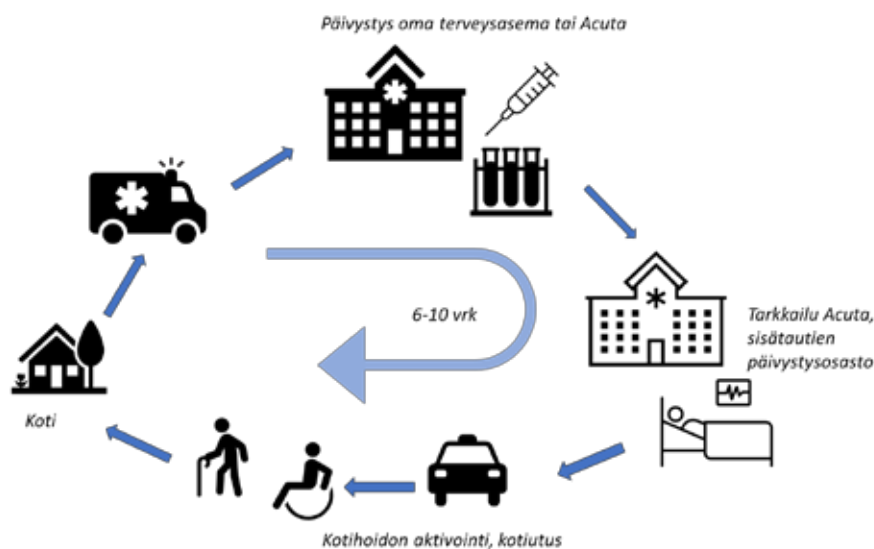 Päivystys oma terveysasema tai Acuta
6-10 vrk
Tarkkailu Acuta,
sisätautien
päivystysosasto
Koti
Kotihoidon aktivointi, kotiutus